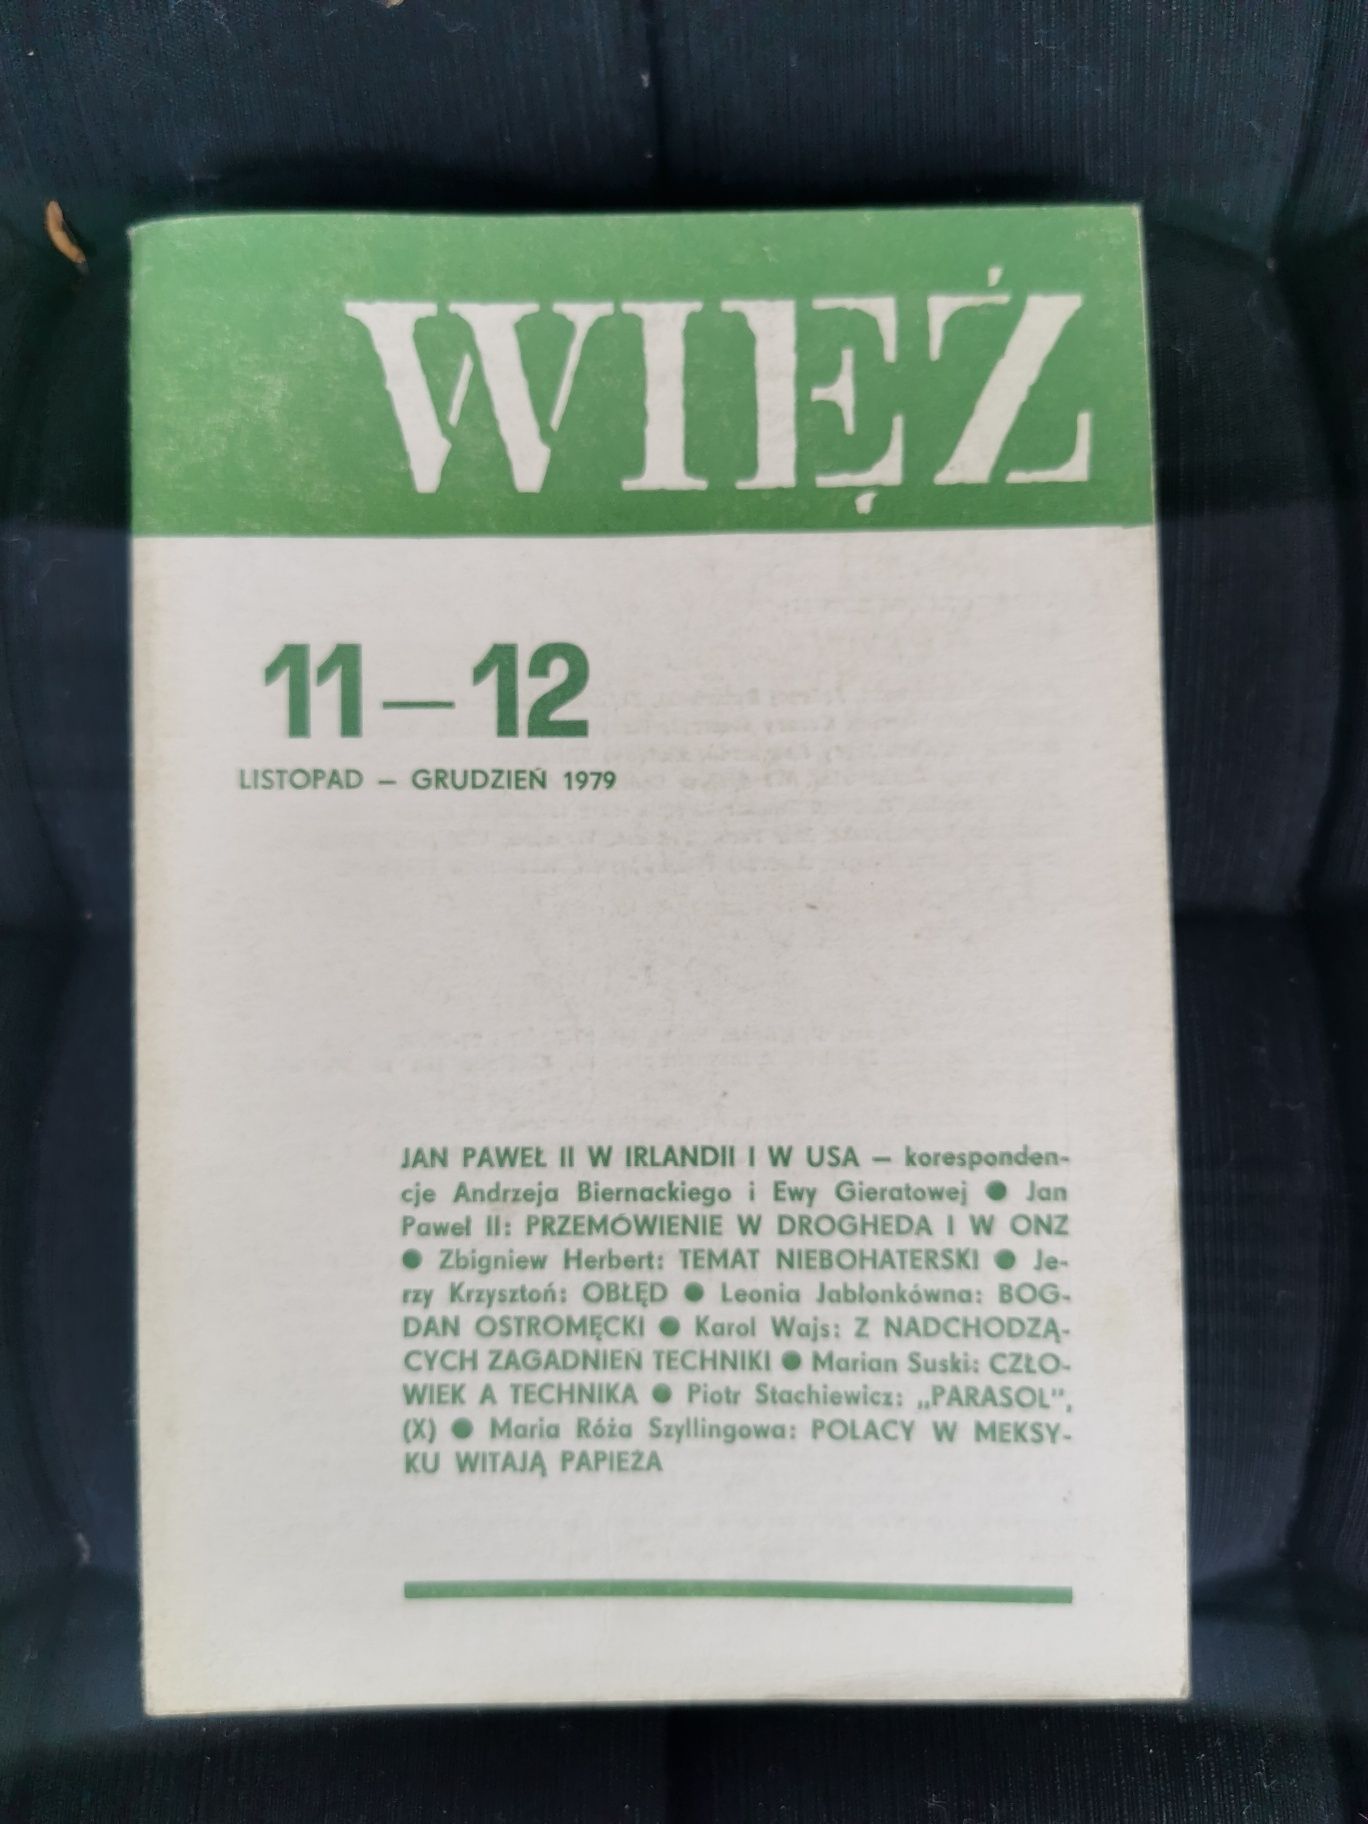 WIĘŹ
11—12
LISTOPAD – GRUDZIEŃ 1979
JAN PAWEŁ II W IRLANDII I W USA – koresponden-
cje Andrzeja Biernackiego i Ewy Gieratowej ● Jan
Paweł II: PRZEMÓWIENIE W DROGHEDA I W ONZ
● Zbigniew Herbert: TEMAT NIEBOHATERSKI ● Je-
rzy Krzysztoń: OBŁĘD ● Leonia Jabłonkówna: BOG-
DAN OSTROMĘCKI ● Karol Wajs: Z NADCHODZĄ-
CYCH ZAGADNIEŃ TECHNIKI ● Marian Suski: CZŁO-
WIEK A TECHNIKA ● Piotr Stachiewicz: „PARASOL",
(X) ● Maria Róża Szyllingowa: POLACY W MEKSY-
KU WITAJĄ PAPIEŻA